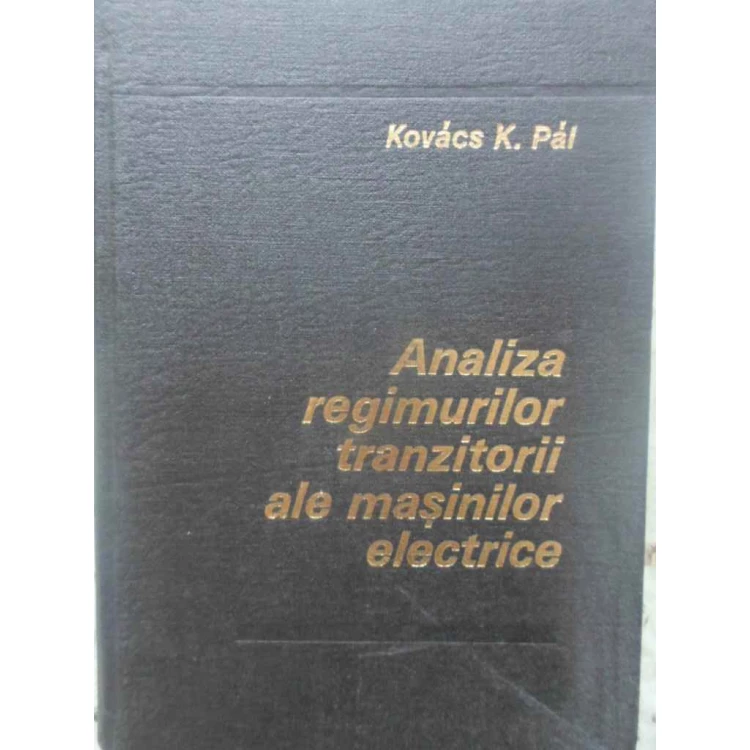 Kovács K. Pál
Analiza
regimurilor
tranzitorii
ale mașinilor
electrice